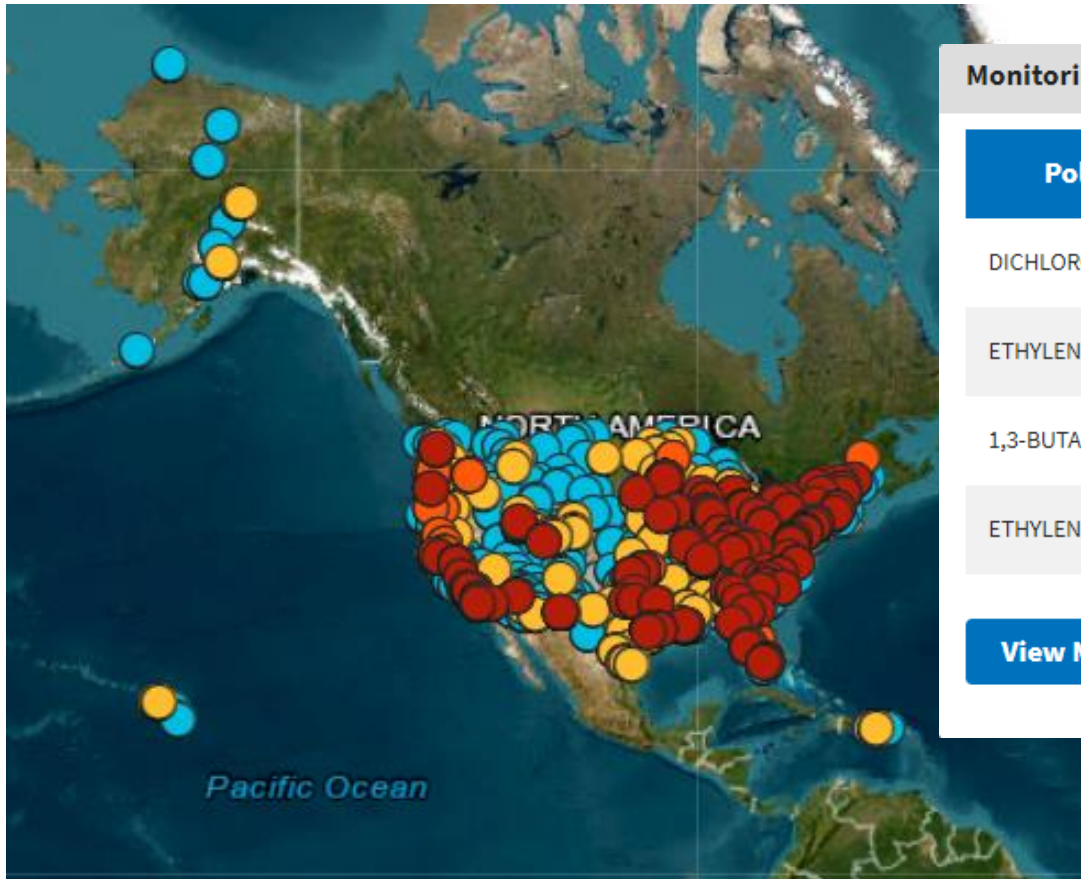 NORTH AMERICA
Pacific Ocean
Monitori
Pol
DICHLOR
ETHYLEN
1,3-BUTA
ETHYLEN
View